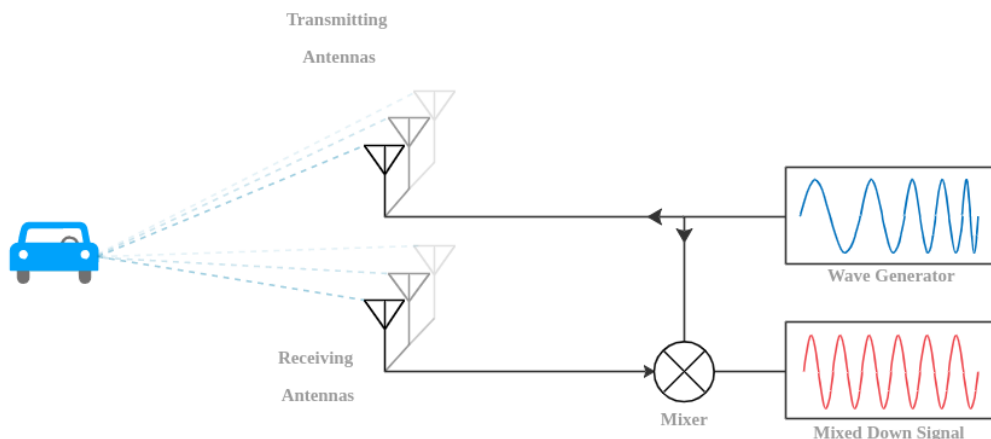 Transmitting
Antennas
Wave Generator
Receiving
Antennas
Mixer
Mixed Down Signal